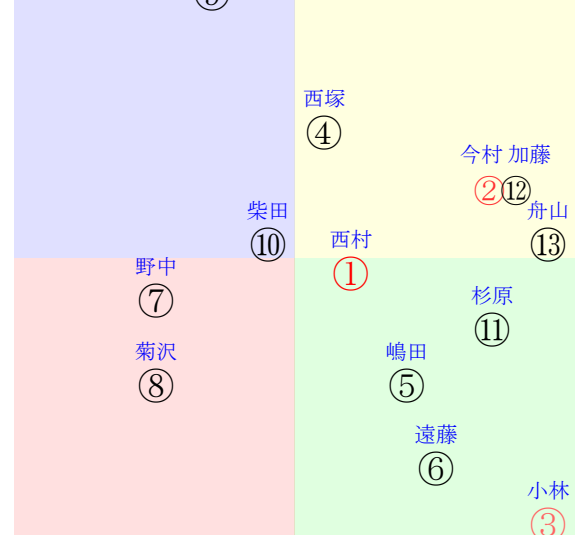 ⑨
西塚
④
今村 加藤
②⑫
柴田
舟山
⑩
西村
⑬
野中
①
⑦
杉原
⑪
菊沢
嶋田
⑧
⑤
遠藤
⑥
小林
③